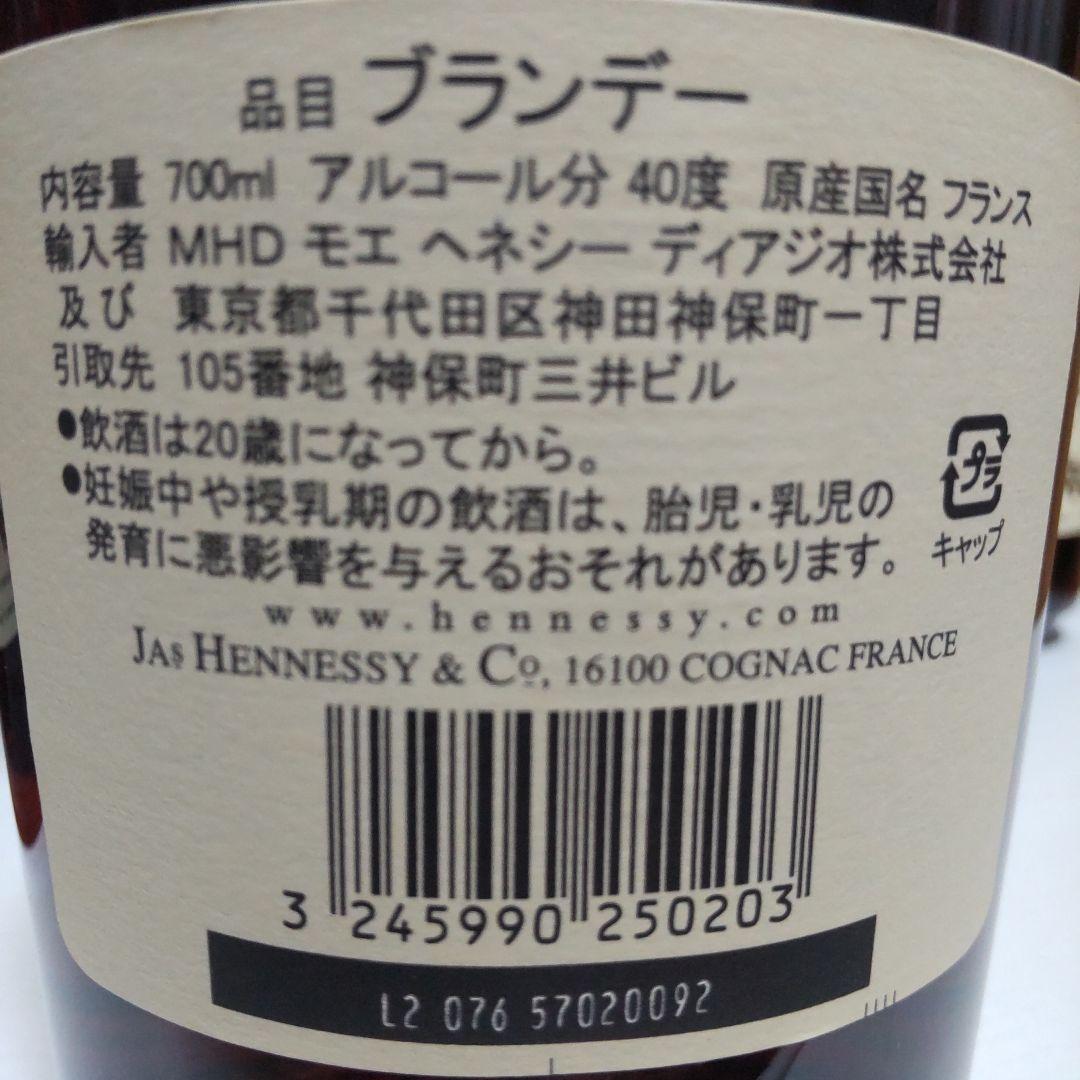 品目 ブランデー
内容量 700ml アルコール分 40度 原産国名 フランス
輸入者 MHD モエ ヘネシー ディアジオ株式会社
及び 東京都千代田区神田神保町一丁目
引取先 105番地 神保町三井ビル
●飲酒は20歳になってから。
●妊娠中や授乳期の飲酒は、胎児・乳児の
発育に悪影響を与えるおそれがあります。
プラ
キャップ
www.hennessy.com
JAS HENNESSY & Co, 16100 COGNAC FRANCE
3 245990 250203
L2 076 57020092